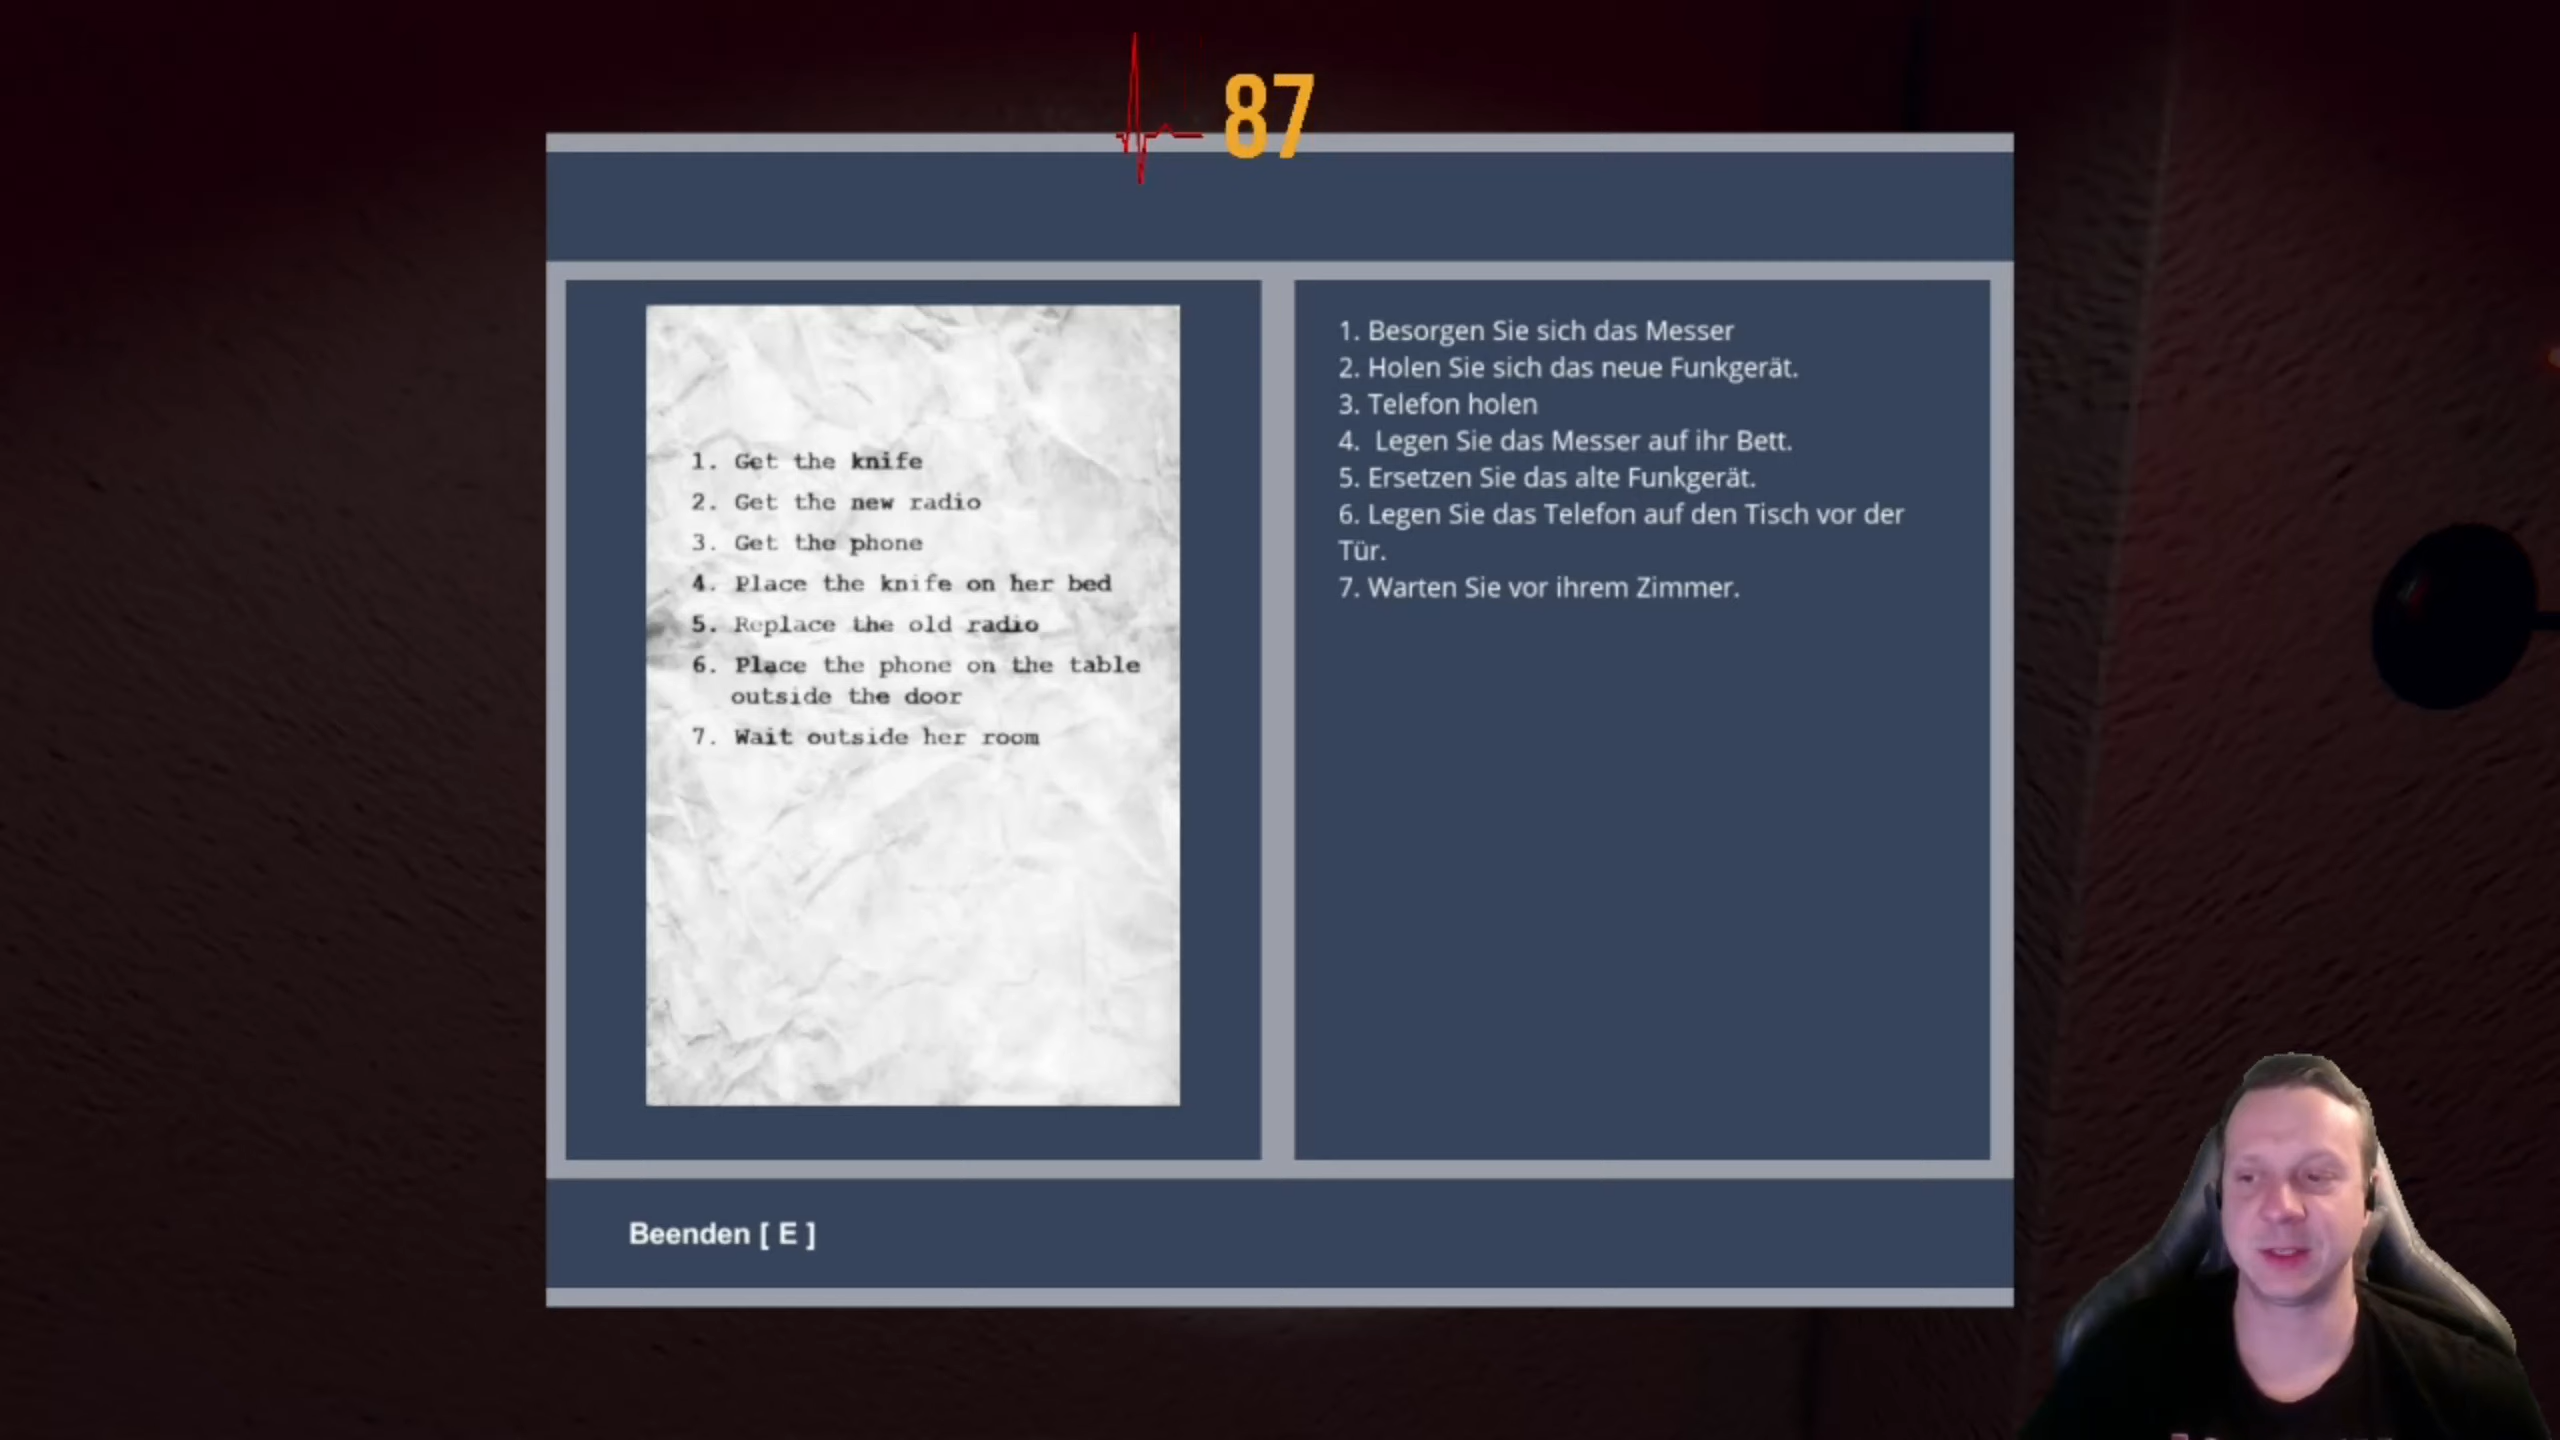 87
1. Get the knife
2. Get the new radio
3. Get the phone
4. Place the knife on her bed
5. Replace the old radio
6. Place the phone on the table
outside the door
7. Wait outside her room
1. Besorgen Sie sich das Messer
2. Holen Sie sich das neue Funkgerät.
3. Telefon holen
4.  Legen Sie das Messer auf ihr Bett.
5. Ersetzen Sie das alte Funkgerät.
6. Legen Sie das Telefon auf den Tisch vor der
Tür.
7. Warten Sie vor ihrem Zimmer.
Beenden [ E ]